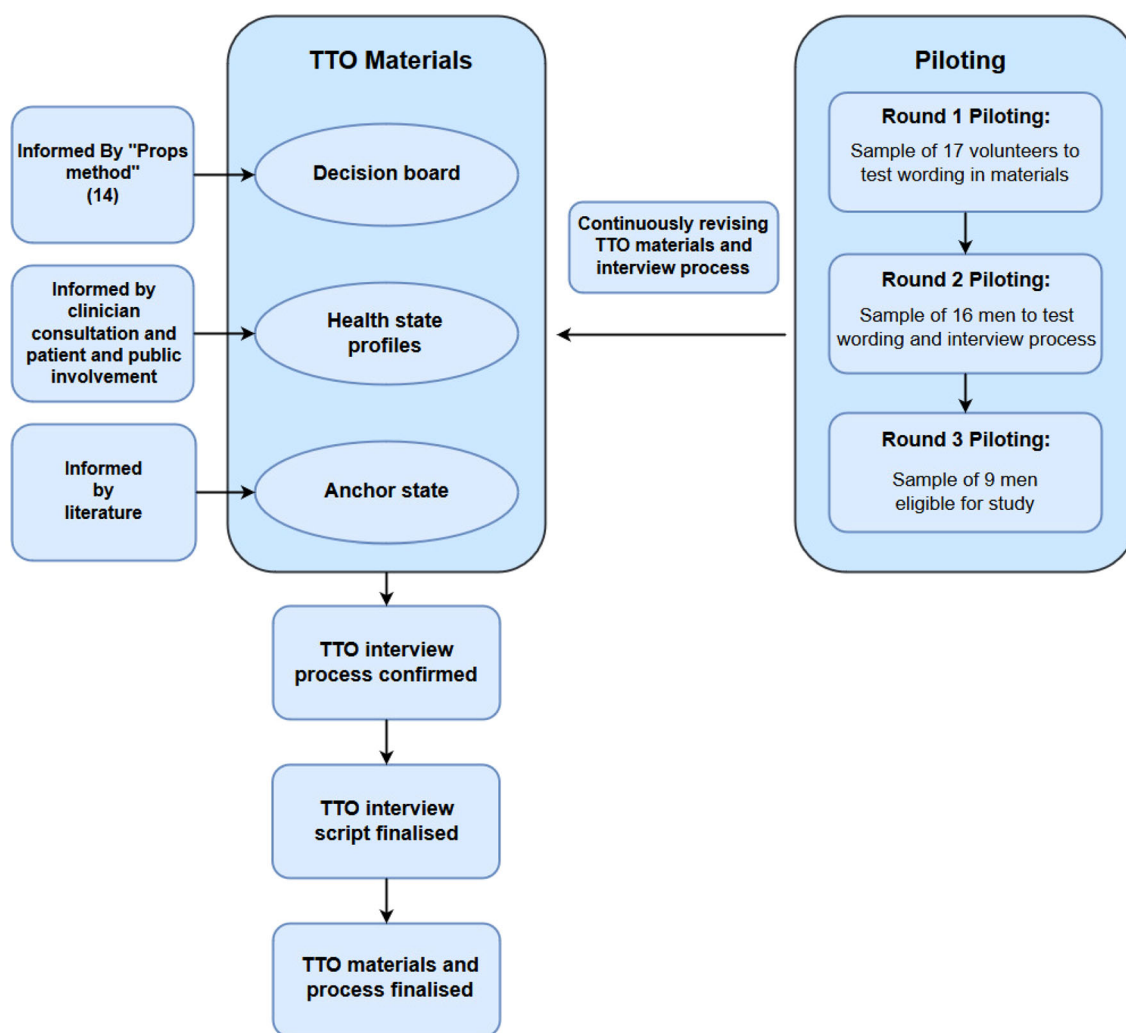 TTO Materials
Informed By "Props
method"
(14)
Decision board
Informed by
clinician
consultation and
patient and public
involvement
Health state
profiles
Informed
by
literature
Anchor state
Continuously revising
TTO materials and
interview process
Piloting
Round 1 Piloting:
Sample of 17 volunteers to
test wording in materials
Round 2 Piloting:
Sample of 16 men to test
wording and interview process
Round 3 Piloting:
Sample of 9 men
eligible for study
TTO interview
process confirmed
TTO interview
script finalised
TTO materials and
process finalised